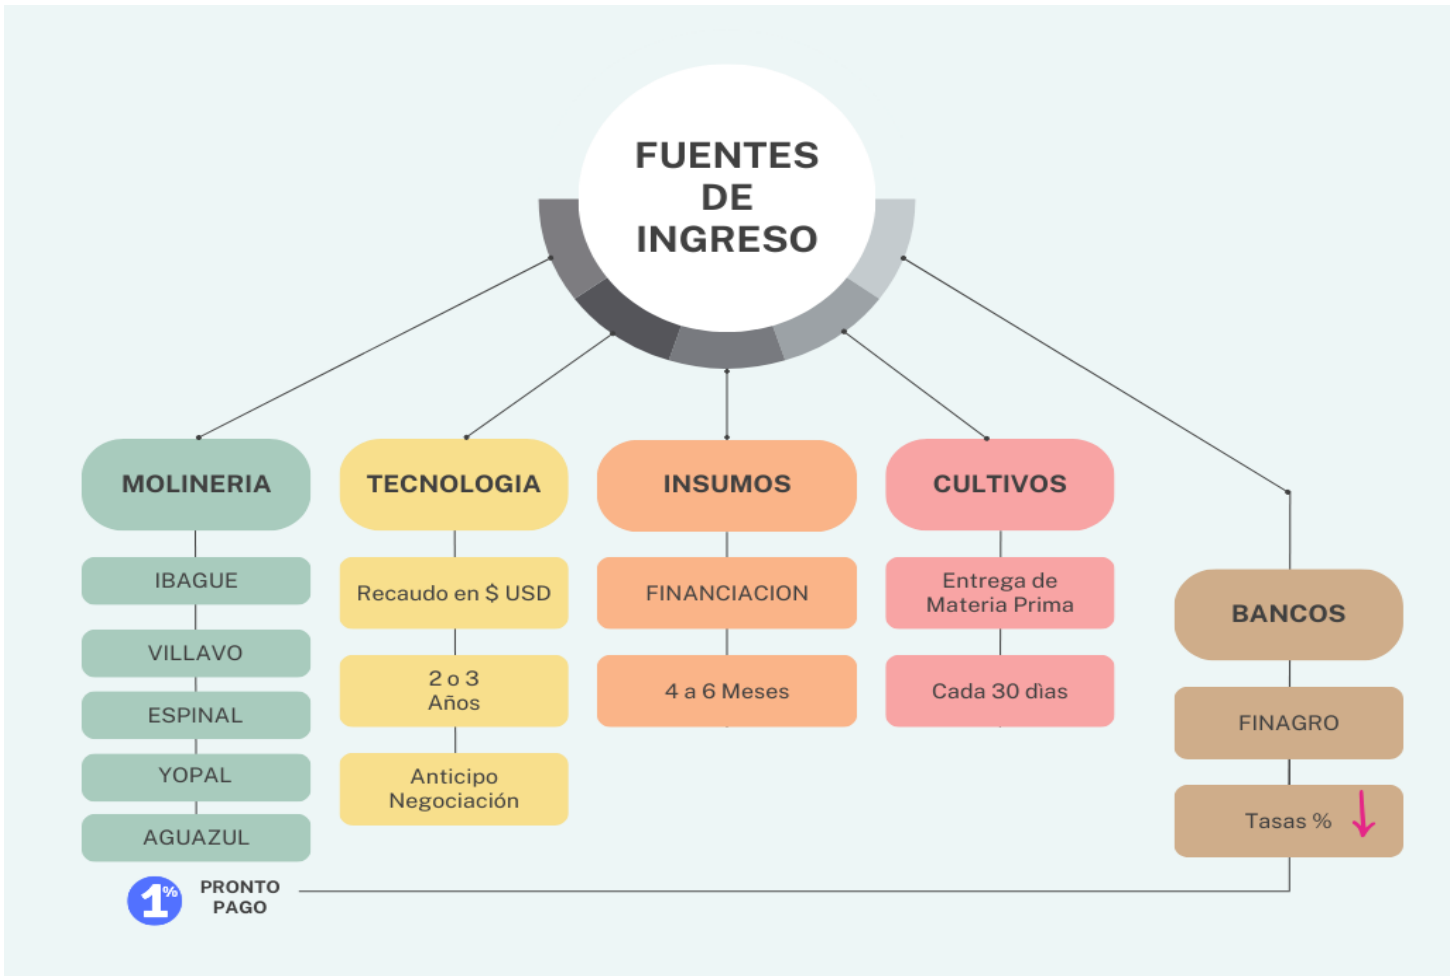 FUENTES
DE
INGRESO
MOLINERIA
IBAGUE
VILLAVO
ESPINAL
YOPAL
AGUAZUL
1%
PRONTO
PAGO
TECNOLOGIA
Recaudo en $ USD
2 o 3
Años
Anticipo
Negociación
INSUMOS
FINANCIACION
4 a 6 Meses
CULTIVOS
Entrega de
Materia Prima
Cada 30 dìas
BANCOS
FINAGRO
Tasas %